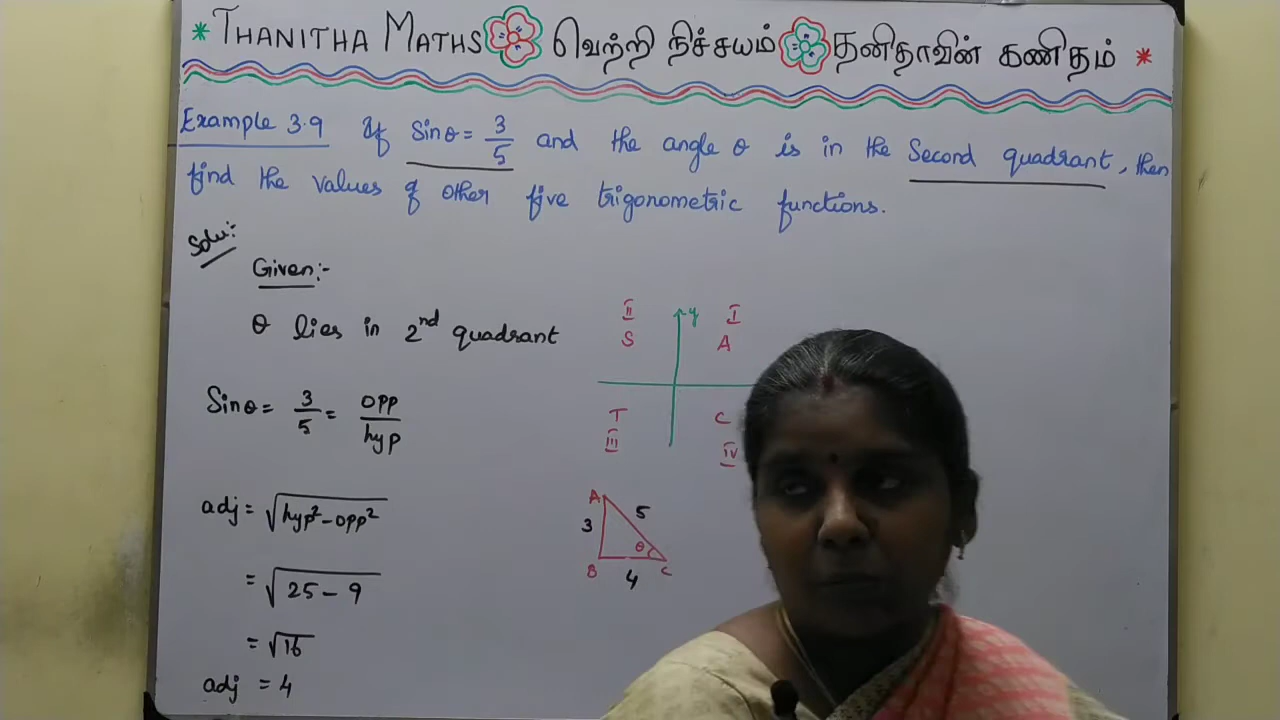 * THANITHA MATHS வெற்றி நிச்சயம் தனிதாவின் கணிதம் *
Example 3.9 If Sinθ = 3/5 and the angle θ is in the Second quadrant, then
find the values of other five trigonometric functions.
Solu:-
Given:-
θ lies in 2nd quadrant
Sinθ = 3/5 = opp/hyp
adj = √hyp² - opp²
= √25 - 9
= √16
adj = 4
II I
y
S A
T C
III IV
A
3 5
θ
B C
4